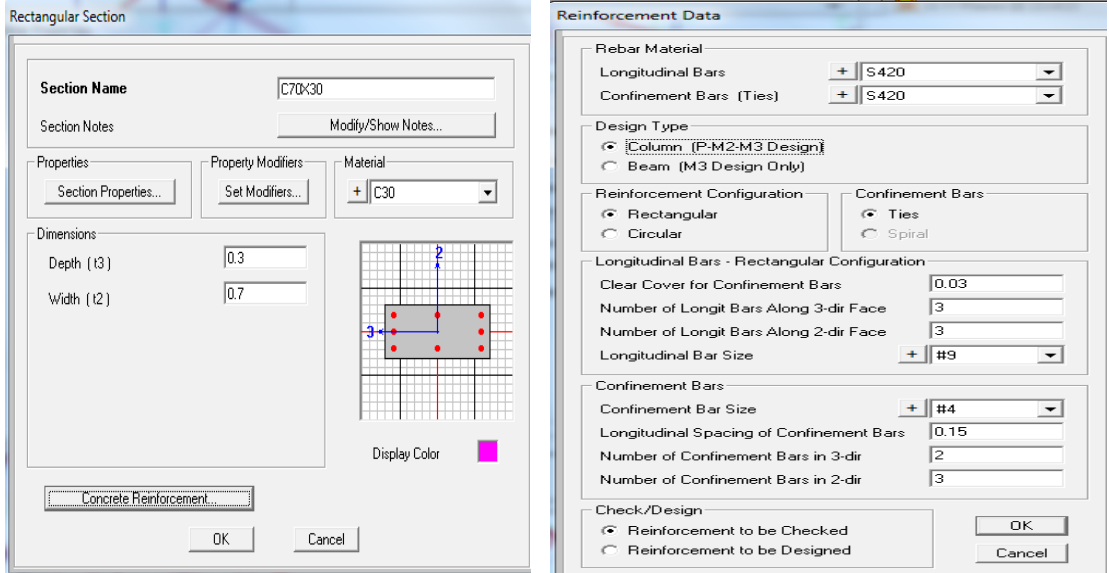 Rectangular Section
Section Name C70X30
Section Notes Modify/Show Notes...
Properties Property Modifiers Material
Section Properties... Set Modifiers... + C30
Dimensions
Depth ( t3 ) 0.3
Width ( t2 ) 0.7
2
3
Display Color
Concrete Reinforcement...
OK Cancel
Reinforcement Data
Rebar Material
Longitudinal Bars + S420
Confinement Bars (Ties) + S420
Design Type
Column (P-M2-M3 Design)
Beam (M3 Design Only)
Reinforcement Configuration Confinement Bars
Rectangular Ties
Circular Spiral
Longitudinal Bars - Rectangular Configuration
Clear Cover for Confinement Bars 0.03
Number of Longit Bars Along 3-dir Face 3
Number of Longit Bars Along 2-dir Face 3
Longitudinal Bar Size + #9
Confinement Bars
Confinement Bar Size + #4
Longitudinal Spacing of Confinement Bars 0.15
Number of Confinement Bars in 3-dir 2
Number of Confinement Bars in 2-dir 3
Check/Design
Reinforcement to be Checked OK
Reinforcement to be Designed Cancel